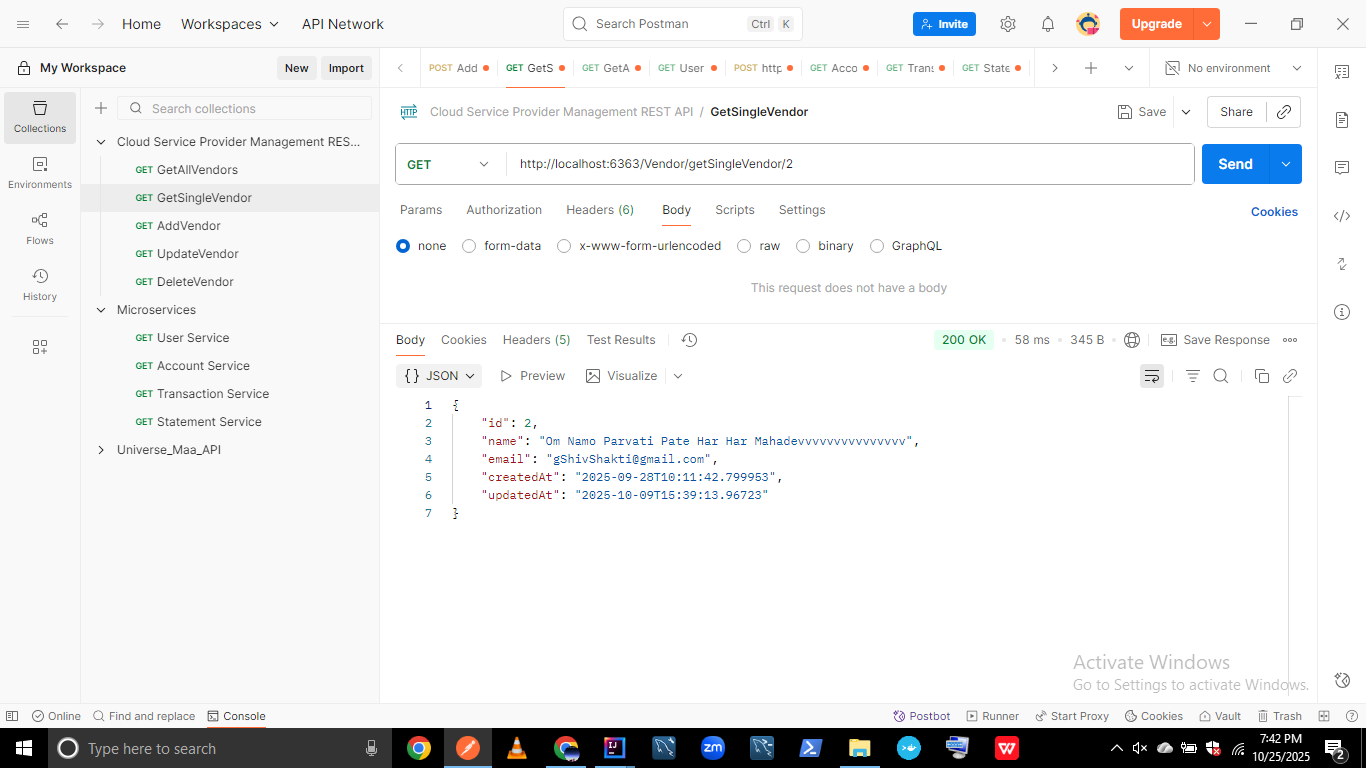 Home Workspaces API Network Search Postman Ctrl K Invite Upgrade
My Workspace New Import POST Add GET GetS GET GetA GET User POST http GET Acco GET Trans GET State No environment
Collections
Environments
Flows
History
Search collections
Cloud Service Provider Management RES...
GET GetAllVendors
GET GetSingleVendor
GET AddVendor
GET UpdateVendor
GET DeleteVendor
Microservices
GET User Service
GET Account Service
GET Transaction Service
GET Statement Service
Universe_Maa_API
HTTP Cloud Service Provider Management REST API / GetSingleVendor Save Share
GET http://localhost:6363/Vendor/getSingleVendor/2 Send
Params Authorization Headers (6) Body Scripts Settings Cookies
none form-data x-www-form-urlencoded raw binary GraphQL
This request does not have a body
Body Cookies Headers (5) Test Results 200 OK • 58 ms • 345 B • e.g. Save Response
{} JSON Preview Visualize
1 {
2 "id": 2,
3 "name": "Om Namo Parvati Pate Har Har Mahadevvvvvvvvvvvvvvvv",
4 "email": "gShivShakti@gmail.com",
5 "createdAt": "2025-09-28T10:11:42.799953",
6 "updatedAt": "2025-10-09T15:39:13.96723"
7 }
Activate Windows
Go to Settings to activate Windows.
Online Find and replace Console Postbot Runner Start Proxy Cookies Vault Trash
Type here to search zm W 7:42 PM
10/25/2025 2